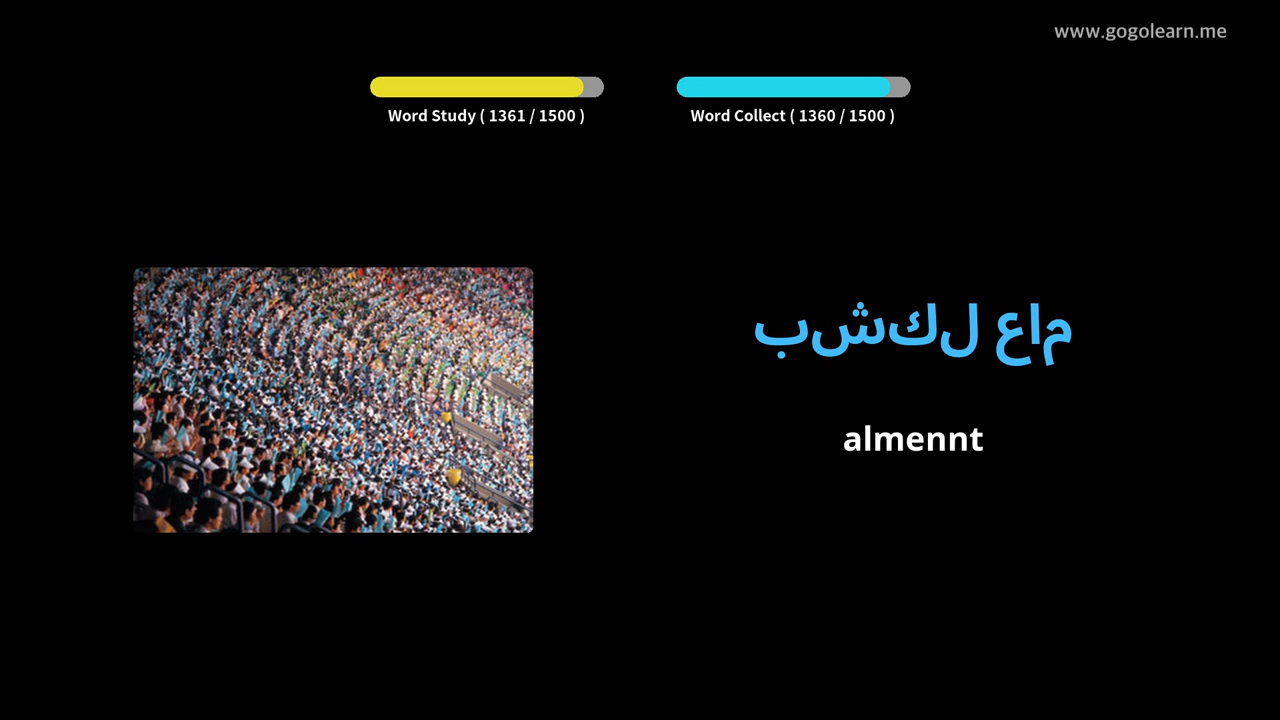 www.gogolearn.me
Word Study ( 1361 / 1500 )
Word Collect ( 1360 / 1500 )
بشكل عام
almennt